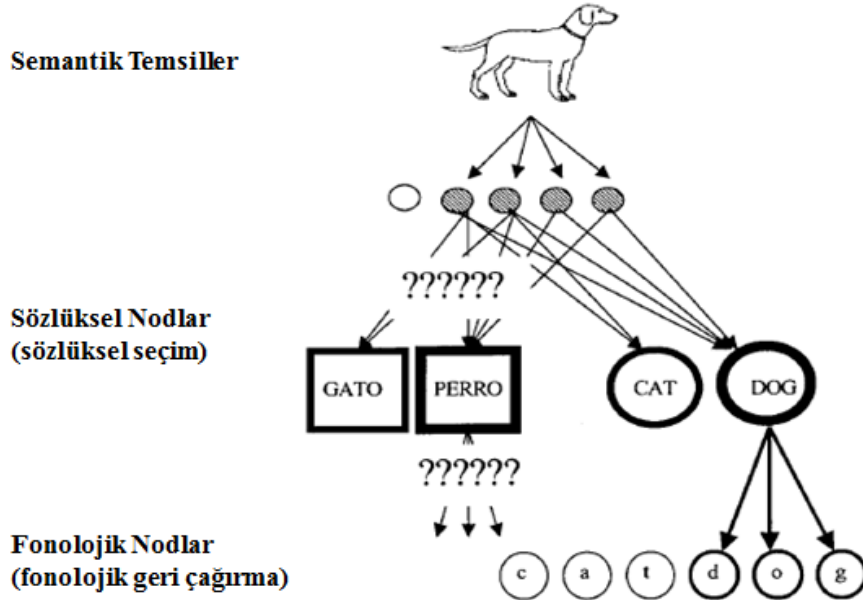 Semantik Temsiller
??????
Sözlüksel Nodlar
(sözlüksel seçim)
GATO PERRO CAT DOG
??????
Fonolojik Nodlar
(fonolojik geri çağırma)
c a t d o g